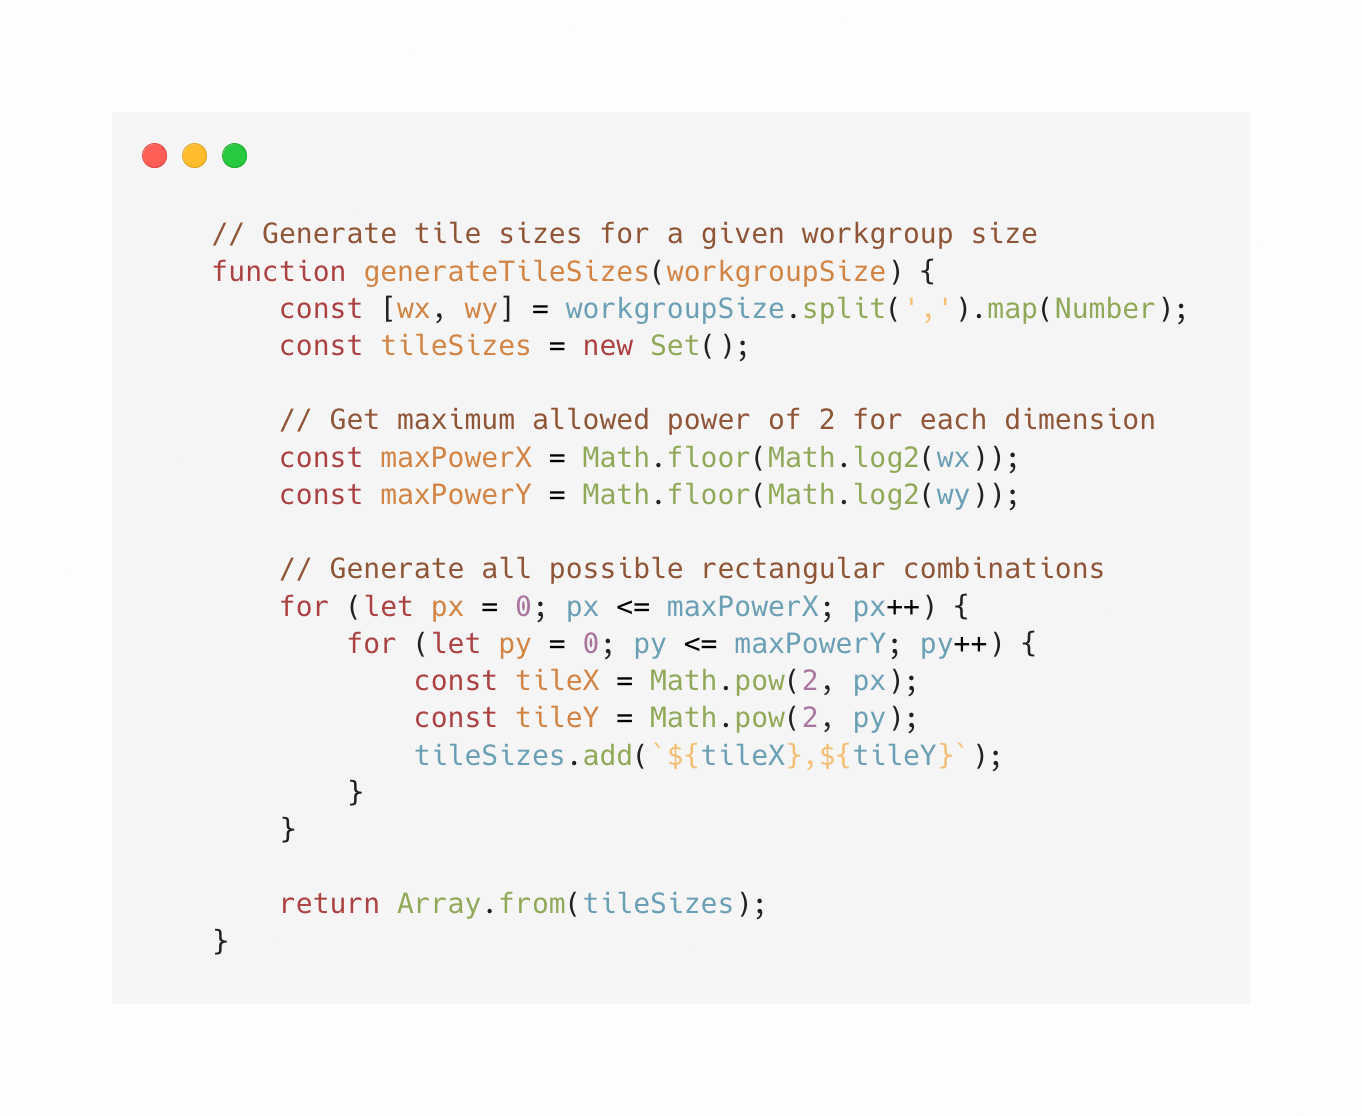 // Generate tile sizes for a given workgroup size
function generateTileSizes(workgroupSize) {
    const [wx, wy] = workgroupSize.split(',').map(Number);
    const tileSizes = new Set();

    // Get maximum allowed power of 2 for each dimension
    const maxPowerX = Math.floor(Math.log2(wx));
    const maxPowerY = Math.floor(Math.log2(wy));

    // Generate all possible rectangular combinations
    for (let px = 0; px <= maxPowerX; px++) {
        for (let py = 0; py <= maxPowerY; py++) {
            const tileX = Math.pow(2, px);
            const tileY = Math.pow(2, py);
            tileSizes.add(`${tileX},${tileY}`);
        }
    }

    return Array.from(tileSizes);
}